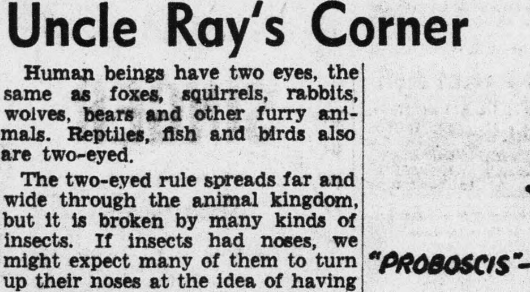 Uncle Ray's Corner
Human beings have two eyes, the
same as foxes, squirrels, rabbits,
wolves, bears and other furry ani-
mals. Reptiles, fish and birds also
are two-eyed.
The two-eyed rule spreads far and
wide through the animal kingdom,
but it is broken by many kinds of
insects. If insects had noses, we
might expect many of them to turn
up their noses at the idea of having
"PROBOSCIS"–